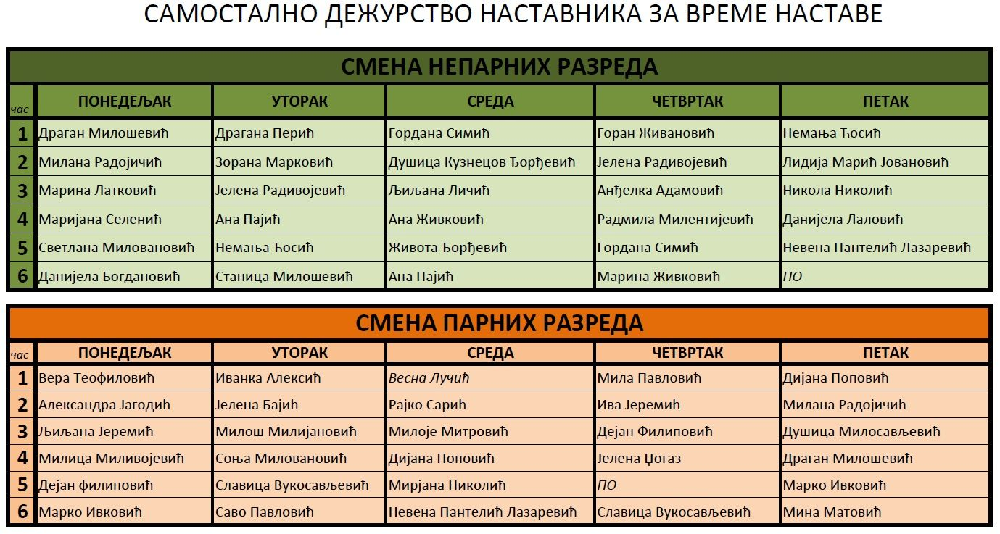 САМОСТАЛНО ДЕЖУРСТВО НАСТАВНИКА ЗА ВРЕМЕ НАСТАВЕ
СМЕНА НЕПАРНИХ РАЗРЕДА
час ПОНЕДЕЉАК УТОРАК СРЕДА ЧЕТВРТАК ПЕТАК
1 Драган Милошевић Драгана Перић Гордана Симић Горан Живановић Немања Ћосић
2 Милана Радојичић Зорана Марковић Душица Кузнецов Ђорђевић Јелена Радивојевић Лидија Марић Јовановић
3 Марина Латковић Јелена Радивојевић Љиљана Личић Анђелка Адамовић Никола Николић
4 Маријана Селенић Ана Пајић Ана Живковић Радмила Милентијевић Данијела Лаловић
5 Светлана Миловановић Немања Ћосић Живота Ђорђевић Гордана Симић Невена Пантелић Лазаревић
6 Данијела Богдановић Станица Милошевић Ана Пајић Марина Живковић ПО
СМЕНА ПАРНИХ РАЗРЕДА
час ПОНЕДЕЉАК УТОРАК СРЕДА ЧЕТВРТАК ПЕТАК
1 Вера Теофиловић Иванка Алексић Весна Лучић Мила Павловић Дијана Поповић
2 Александра Јагодић Јелена Бајић Рајко Сарић Ива Јеремић Милана Радојичић
3 Љиљана Јеремић Милош Милијановић Милоје Митровић Дејан Филиповић Душица Милосављевић
4 Милица Миливојевић Соња Миловановић Дијана Поповић Јелена Џогаз Драган Милошевић
5 Дејан филиповић Славица Вукосављевић Мирјана Николић ПО Марко Ивковић
6 Марко Ивковић Саво Павловић Невена Пантелић Лазаревић Славица Вукосављевић Мина Матовић